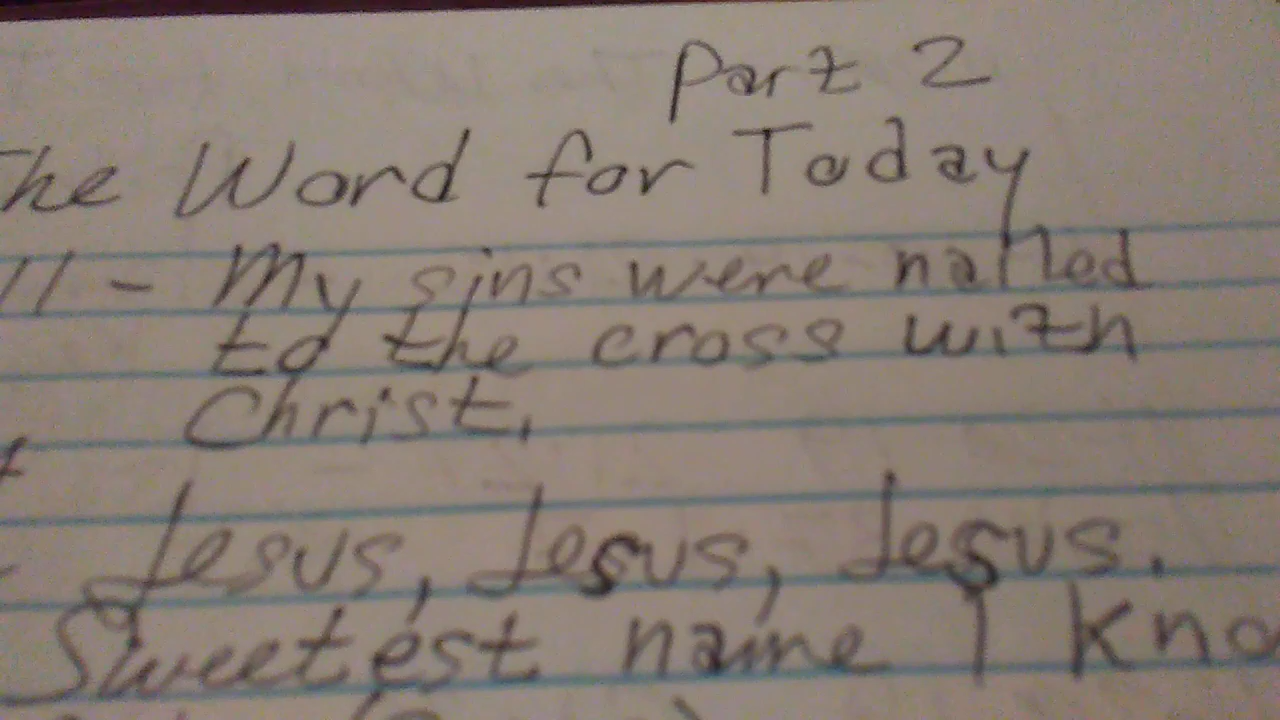 Part 2
The Word for Today
11 - My sins were nailed
to the cross with
Christ.
Jesus, Jesus, Jesus.
Sweetest name I kno